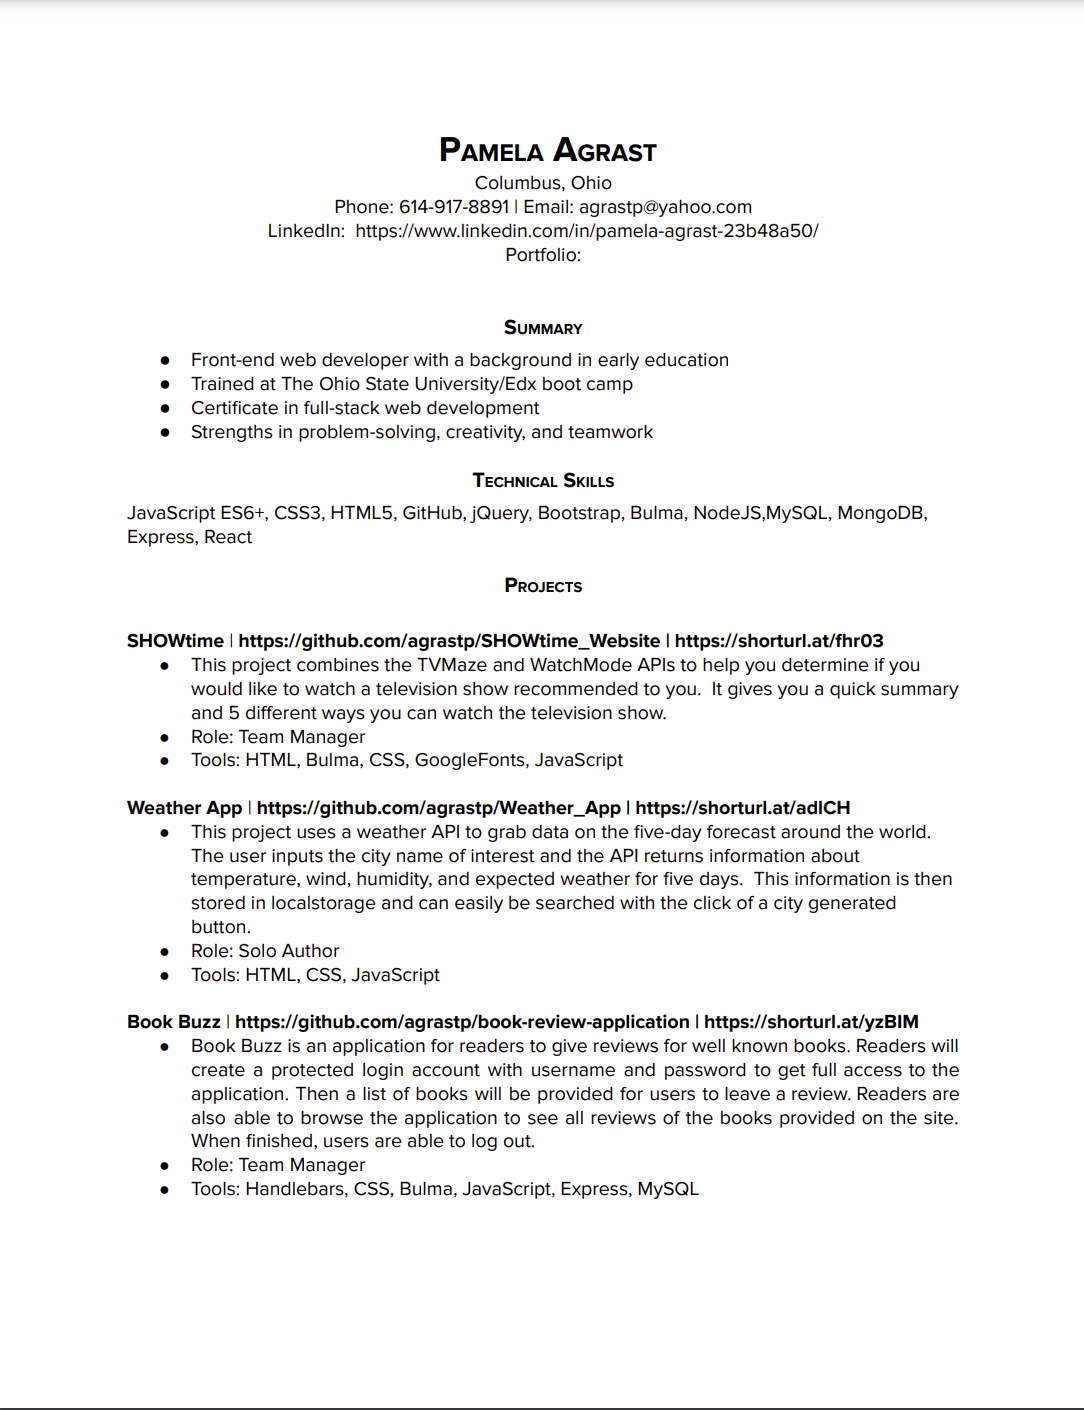 Pamela Agrast
Columbus, Ohio
Phone: 614-917-8891 | Email: agrastp@yahoo.com
LinkedIn:  https://www.linkedin.com/in/pamela-agrast-23b48a50/
Portfolio:
Summary
● Front-end web developer with a background in early education
● Trained at The Ohio State University/Edx boot camp
● Certificate in full-stack web development
● Strengths in problem-solving, creativity, and teamwork
Technical Skills
JavaScript ES6+, CSS3, HTML5, GitHub, jQuery, Bootstrap, Bulma, NodeJS,MySQL, MongoDB,
Express, React
Projects
SHOWtime | https://github.com/agrastp/SHOWtime_Website | https://shorturl.at/fhr03
● This project combines the TVMaze and WatchMode APIs to help you determine if you
would like to watch a television show recommended to you.  It gives you a quick summary
and 5 different ways you can watch the television show.
● Role: Team Manager
● Tools: HTML, Bulma, CSS, GoogleFonts, JavaScript
Weather App | https://github.com/agrastp/Weather_App | https://shorturl.at/adlCH
● This project uses a weather API to grab data on the five-day forecast around the world.
The user inputs the city name of interest and the API returns information about
temperature, wind, humidity, and expected weather for five days.  This information is then
stored in localstorage and can easily be searched with the click of a city generated
button.
● Role: Solo Author
● Tools: HTML, CSS, JavaScript
Book Buzz | https://github.com/agrastp/book-review-application | https://shorturl.at/yzBIM
● Book Buzz is an application for readers to give reviews for well known books. Readers will
create a protected login account with username and password to get full access to the
application. Then a list of books will be provided for users to leave a review. Readers are
also able to browse the application to see all reviews of the books provided on the site.
When finished, users are able to log out.
● Role: Team Manager
● Tools: Handlebars, CSS, Bulma, JavaScript, Express, MySQL